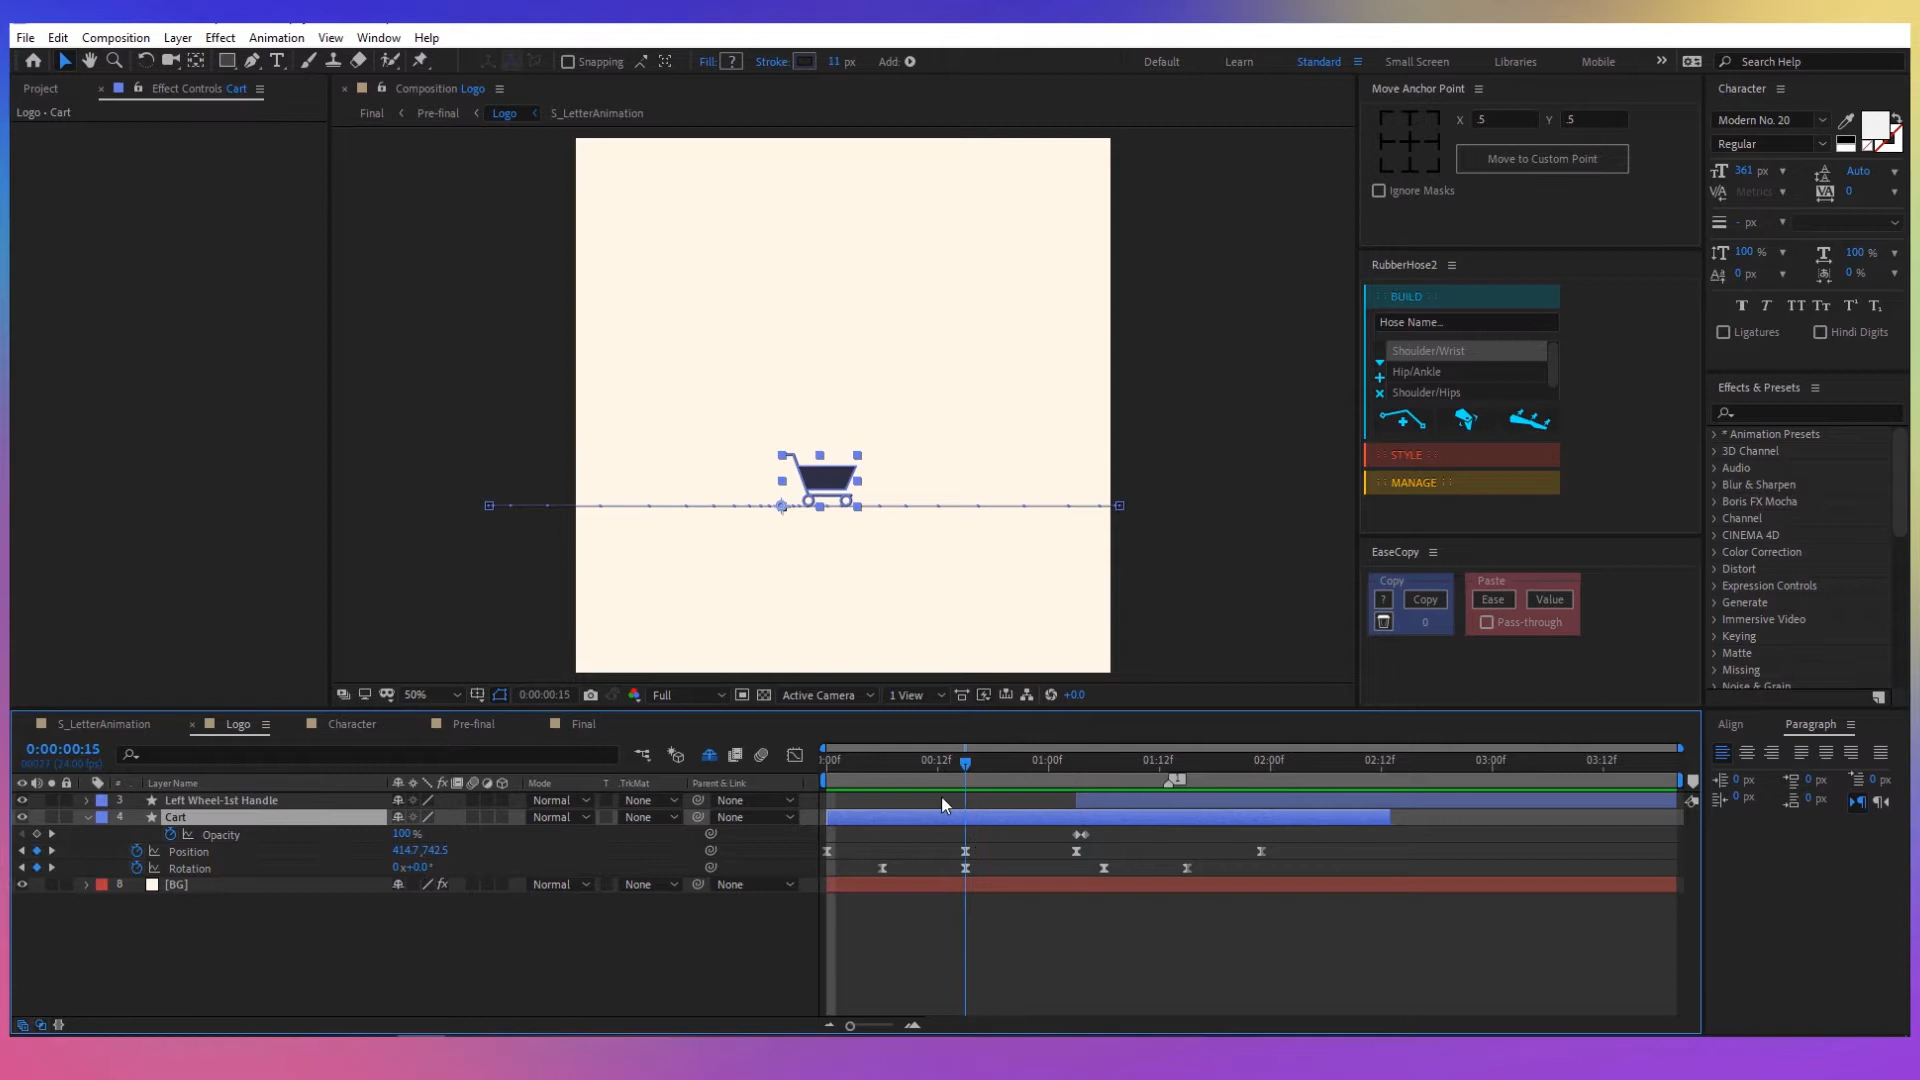 File Edit Composition Layer Effect Animation View Window Help
Snapping Fill: ? Stroke: 11 px Add: Default Learn Standard Small Screen Libraries Mobile Search Help
Project Effect Controls Cart Composition Logo Move Anchor Point Character
Logo • Cart Final Pre-final Logo S_LetterAnimation X .5 Y .5 Modern No. 20
Regular
Move to Custom Point
361 px Auto
Ignore Masks Metrics 0
- px
100 % 100 %
RubberHose2 0 px 0 %
BUILD
Hose Name... Ligatures Hindi Digits
Shoulder/Wrist
Hip/Ankle
Shoulder/Hips Effects & Presets
* Animation Presets
3D Channel
STYLE Audio
MANAGE Blur & Sharpen
Boris FX Mocha
Channel
CINEMA 4D
EaseCopy Color Correction
Distort
Copy Paste Expression Controls
? Copy Ease Value Generate
0 Pass-through Immersive Video
Keying
Matte
Missing
Noise & Grain
50% 0:00:00:15 Full Active Camera 1 View +0.0
S_LetterAnimation Logo Character Pre-final Final Align Paragraph
0:00:00:15
00027 (24.00 fps) :00f 00:12f 01:00f 01:12f 02:00f 02:12f 03:00f 03:12f
# Layer Name Mode T .TrkMat Parent & Link 0 px 0 px 0 px
1
3 Left Wheel-1st Handle Normal None None 0 px 0 px
4 Cart Normal None None
Opacity 100 %
Position 414.7,742.5
Rotation 0x+0.0°
8 [BG] Normal None None